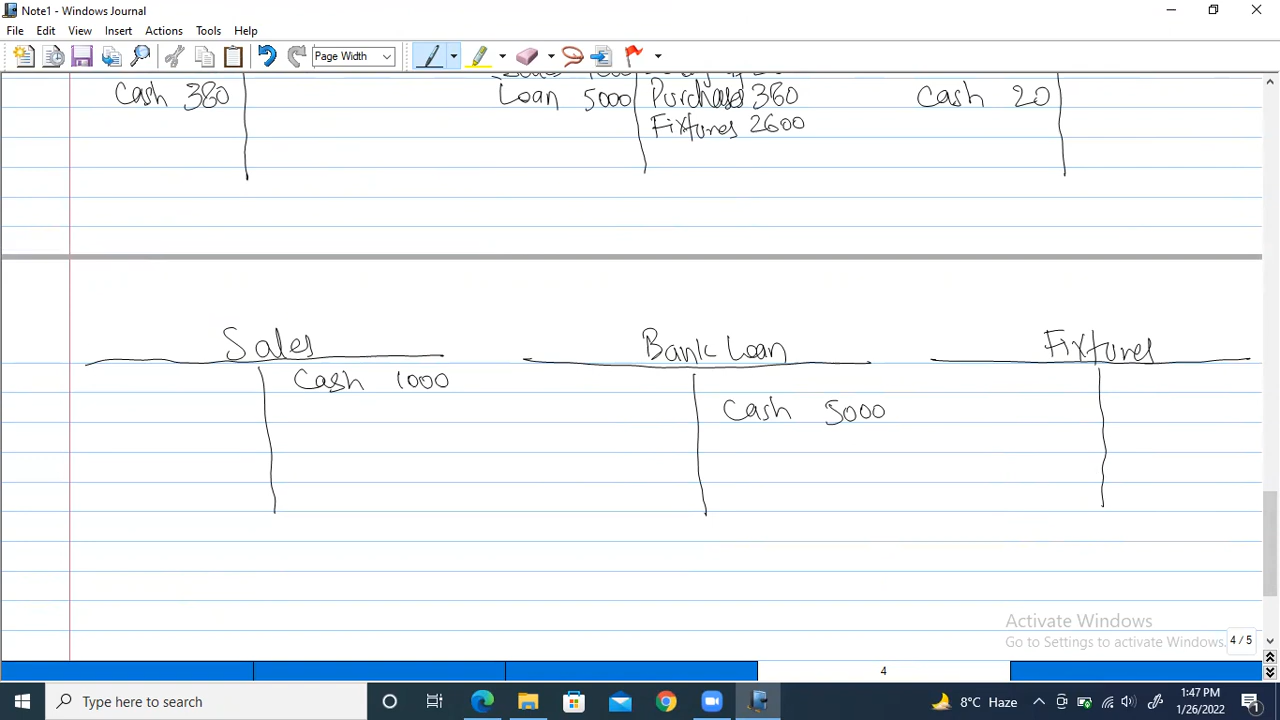 Note1 - Windows Journal
File Edit View Insert Actions Tools Help
Page Width
Cash 380
Loan 5000 Purchases 380
Fixtures 2600
Cash 20
Sales
Cash 1000
Bank Loan
Cash 5000
Fixtures
Activate Windows
Go to Settings to activate Windows.
4 / 5
4
Type here to search
8°C Haze
1:47 PM
1/26/2022
1